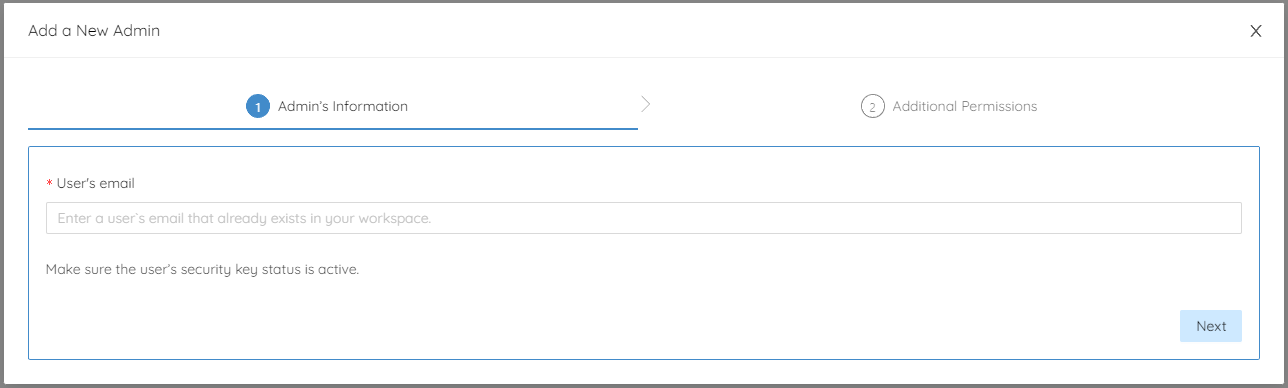 Add a New Admin
X
1 Admin's Information
2 Additional Permissions
* User's email
Enter a user's email that already exists in your workspace.
Make sure the user's security key status is active.
Next